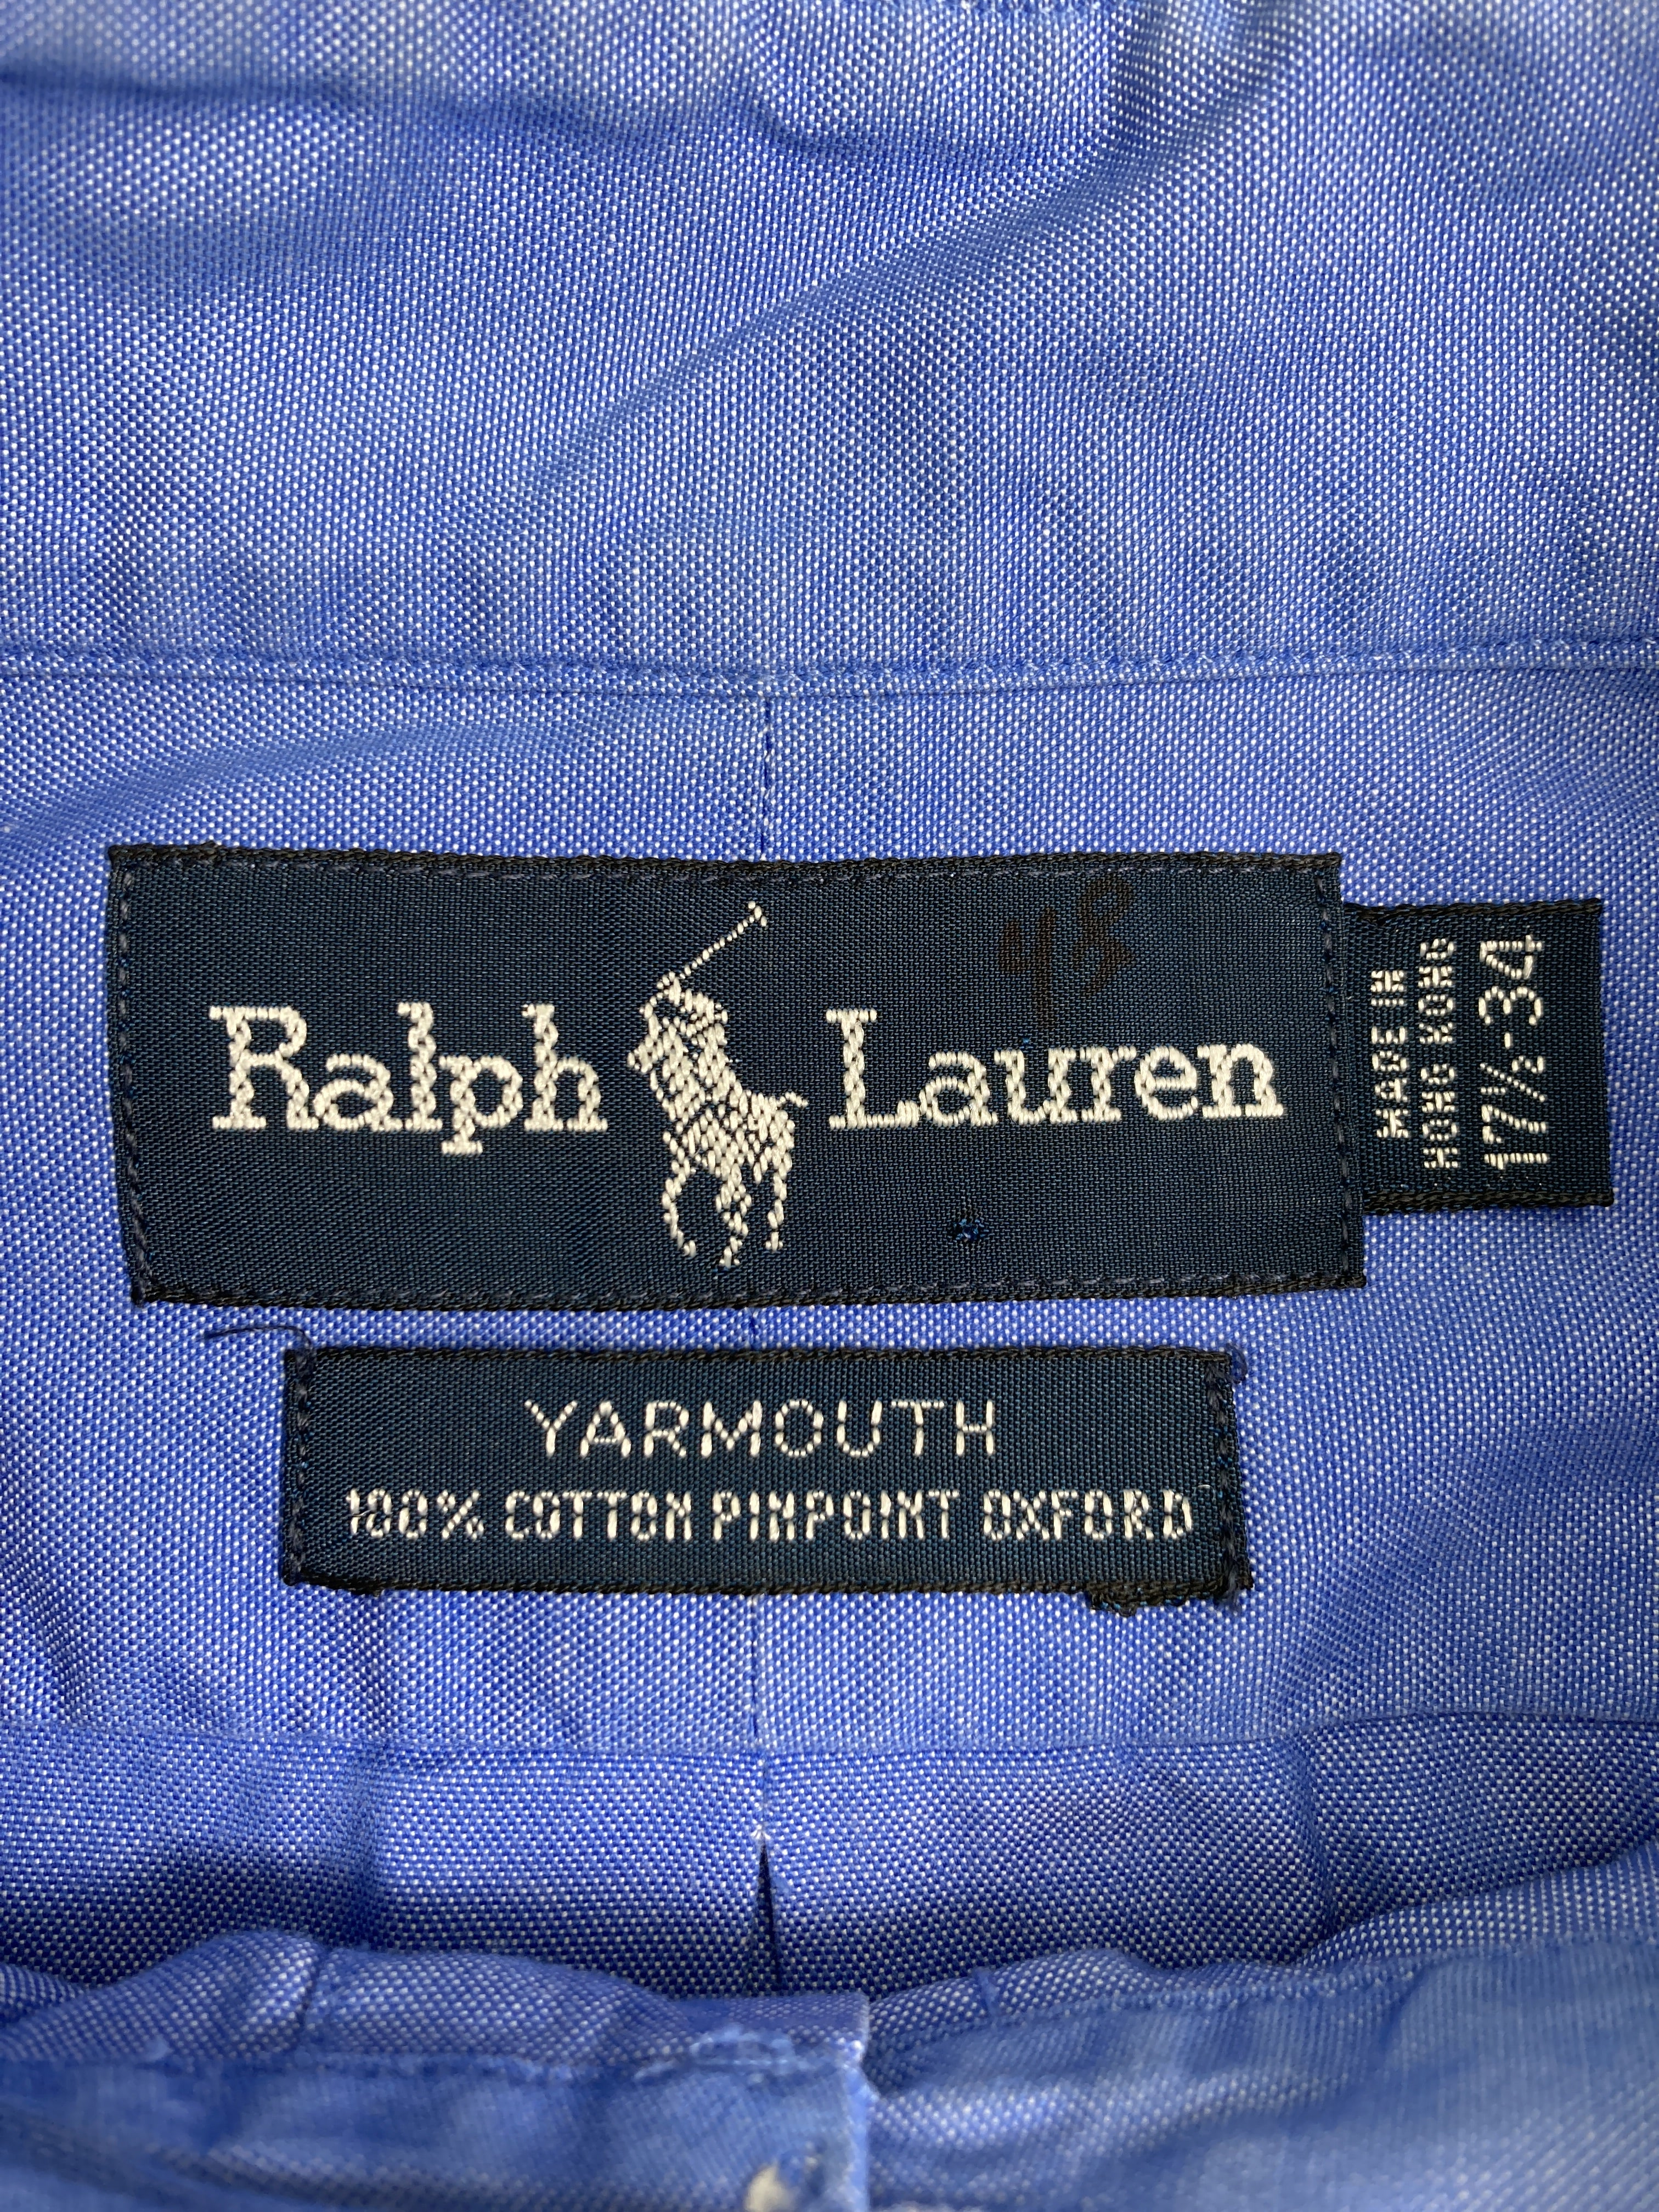 48
Ralph Lauren
MADE IN
HONG KONG
17½-34
YARMOUTH
100% COTTON PINPOINT OXFORD